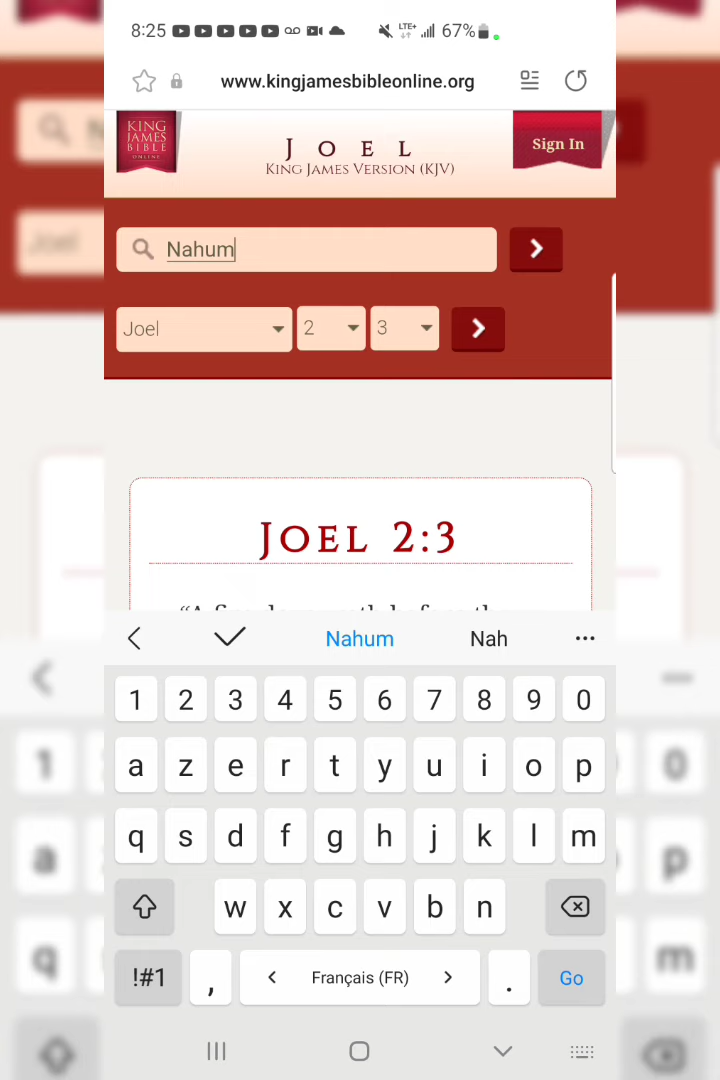 8:25 LTE+ 67%
www.kingjamesbibleonline.org
KING
JAMES
BIBLE
ONLINE
JOEL
KING JAMES VERSION (KJV)
Sign In
Nahum
Joel 2 3
JOEL 2:3
Nahum Nah ...
1 2 3 4 5 6 7 8 9 0
a z e r t y u i o p
q s d f g h j k l m
w x c v b n
!#1 , < Français (FR) > . Go